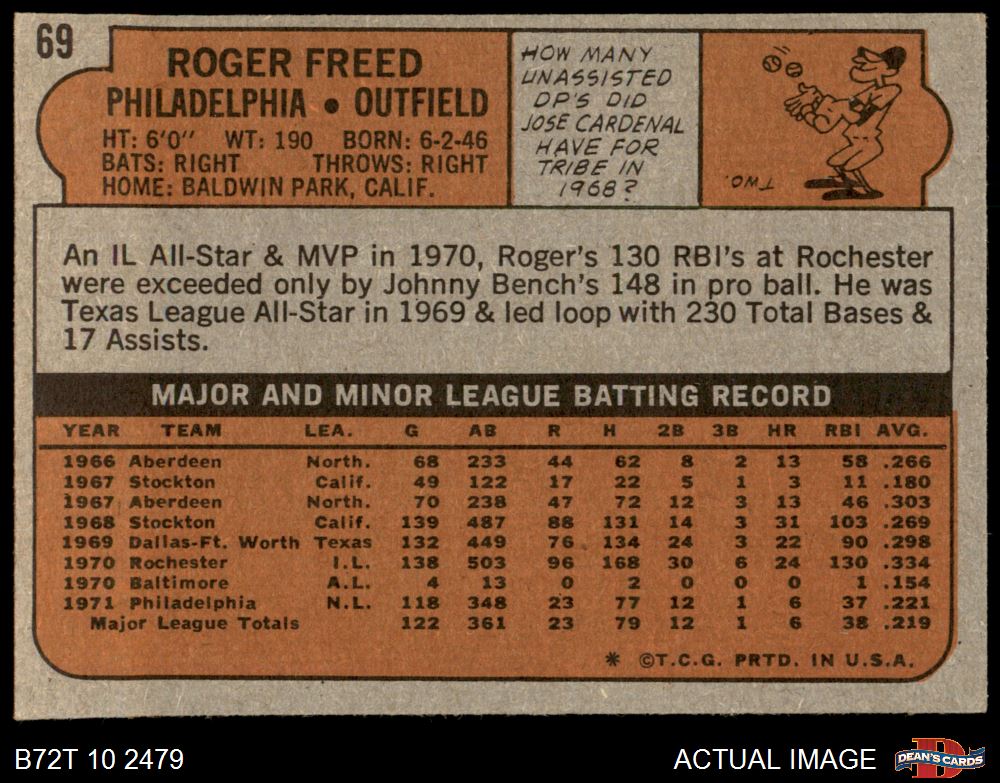 69
ROGER FREED
PHILADELPHIA • OUTFIELD
HT: 6'0" WT: 190 BORN: 6-2-46
BATS: RIGHT THROWS: RIGHT
HOME: BALDWIN PARK, CALIF.
HOW MANY
UNASSISTED
DP'S DID
JOSE CARDENAL
HAVE FOR
TRIBE IN
1968?
TWO.
An IL All-Star & MVP in 1970, Roger's 130 RBI's at Rochester
were exceeded only by Johnny Bench's 148 in pro ball. He was
Texas League All-Star in 1969 & led loop with 230 Total Bases &
17 Assists.
MAJOR AND MINOR LEAGUE BATTING RECORD
YEAR TEAM LEA. G AB R H 2B 3B HR RBI AVG.
1966 Aberdeen North. 68 233 44 62 8 2 13 58 .266
1967 Stockton Calif. 49 122 17 22 5 1 3 11 .180
1967 Aberdeen North. 70 238 47 72 12 3 13 46 .303
1968 Stockton Calif. 139 487 88 131 14 3 31 103 .269
1969 Dallas-Ft. Worth Texas 132 449 76 134 24 3 22 90 .298
1970 Rochester I.L. 138 503 96 168 30 6 24 130 .334
1970 Baltimore A.L. 4 13 0 2 0 0 0 1 .154
1971 Philadelphia N.L. 118 348 23 77 12 1 6 37 .221
Major League Totals 122 361 23 79 12 1 6 38 .219
* ©T.C.G. PRTD. IN U.S.A.
B72T 10 2479 ACTUAL IMAGE D DEAN'S CARDS